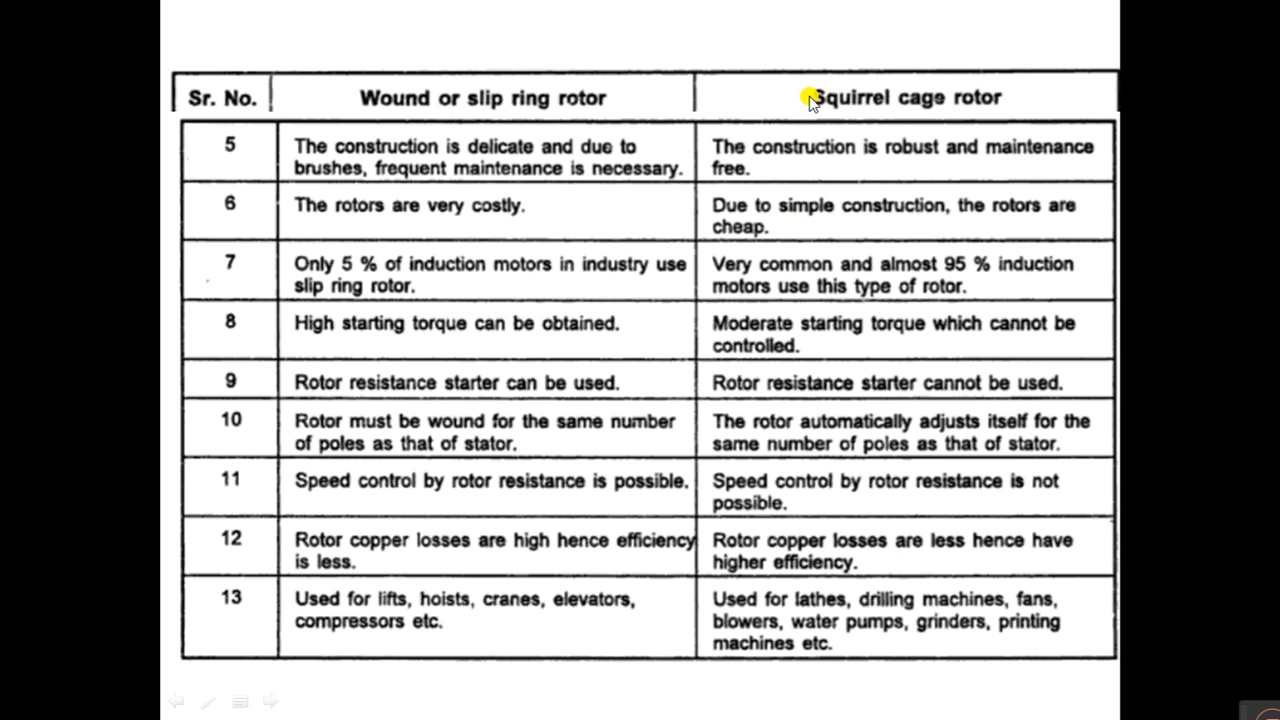 Sr. No. Wound or slip ring rotor Squirrel cage rotor
5 The construction is delicate and due to The construction is robust and maintenance
brushes, frequent maintenance is necessary. free.
6 The rotors are very costly. Due to simple construction, the rotors are
cheap.
7 Only 5 % of induction motors in industry use Very common and almost 95 % induction
slip ring rotor. motors use this type of rotor.
8 High starting torque can be obtained. Moderate starting torque which cannot be
controlled.
9 Rotor resistance starter can be used. Rotor resistance starter cannot be used.
10 Rotor must be wound for the same number The rotor automatically adjusts itself for the
of poles as that of stator. same number of poles as that of stator.
11 Speed control by rotor resistance is possible. Speed control by rotor resistance is not
possible.
12 Rotor copper losses are high hence efficiency Rotor copper losses are less hence have
is less. higher efficiency.
13 Used for lifts, hoists, cranes, elevators, Used for lathes, drilling machines, fans,
compressors etc. blowers, water pumps, grinders, printing
machines etc.